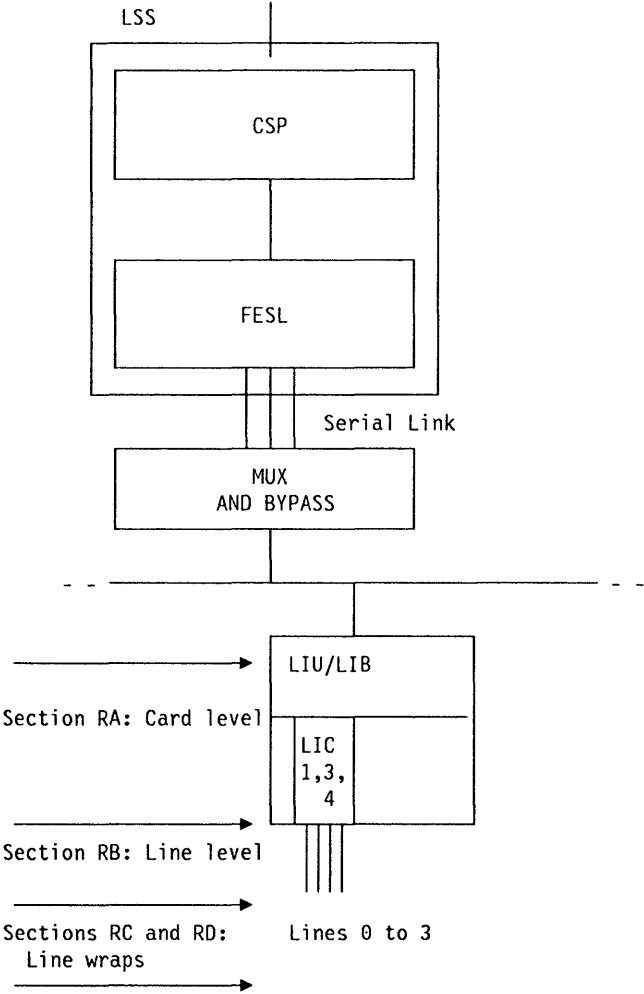 LSS
CSP
FESL
Serial Link
MUX
AND BYPASS
LIU/LIB
Section RA: Card level
LIC
1,3,
4
Section RB: Line level
Sections RC and RD:
Line wraps
Lines 0 to 3